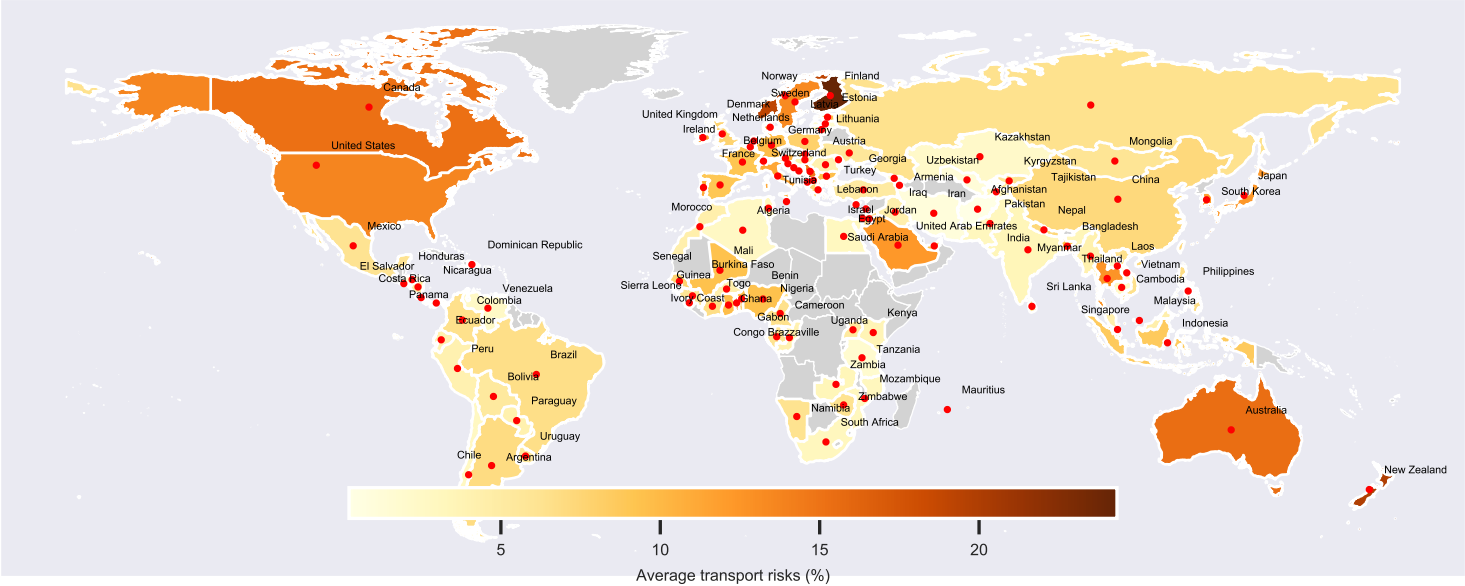 Canada
United States
Mexico
Dominican Republic
Honduras
El Salvador
Nicaragua
Costa Rica
Panama
Venezuela
Colombia
Ecuador
Peru
Brazil
Bolivia
Paraguay
Uruguay
Chile
Argentina
Norway
Finland
Sweden
Estonia
Denmark
Latvia
United Kingdom
Netherlands
Lithuania
Ireland
Germany
Belgium
Austria
France
Switzerland
Georgia
Turkey
Tunisia
Armenia
Lebanon
Iraq
Iran
Morocco
Algeria
Israel
Jordan
Egypt
Saudi Arabia
United Arab Emirates
Kazakhstan
Uzbekistan
Kyrgyzstan
Tajikistan
Afghanistan
Pakistan
Mongolia
China
Japan
South Korea
Nepal
Bangladesh
India
Myanmar
Laos
Thailand
Vietnam
Cambodia
Sri Lanka
Philippines
Malaysia
Singapore
Indonesia
Senegal
Mali
Guinea
Burkina Faso
Benin
Sierra Leone
Togo
Nigeria
Ivory Coast
Ghana
Cameroon
Gabon
Congo Brazzaville
Uganda
Kenya
Tanzania
Zambia
Mozambique
Mauritius
Zimbabwe
Namibia
South Africa
Australia
New Zealand
5 10 15 20
Average transport risks (%)